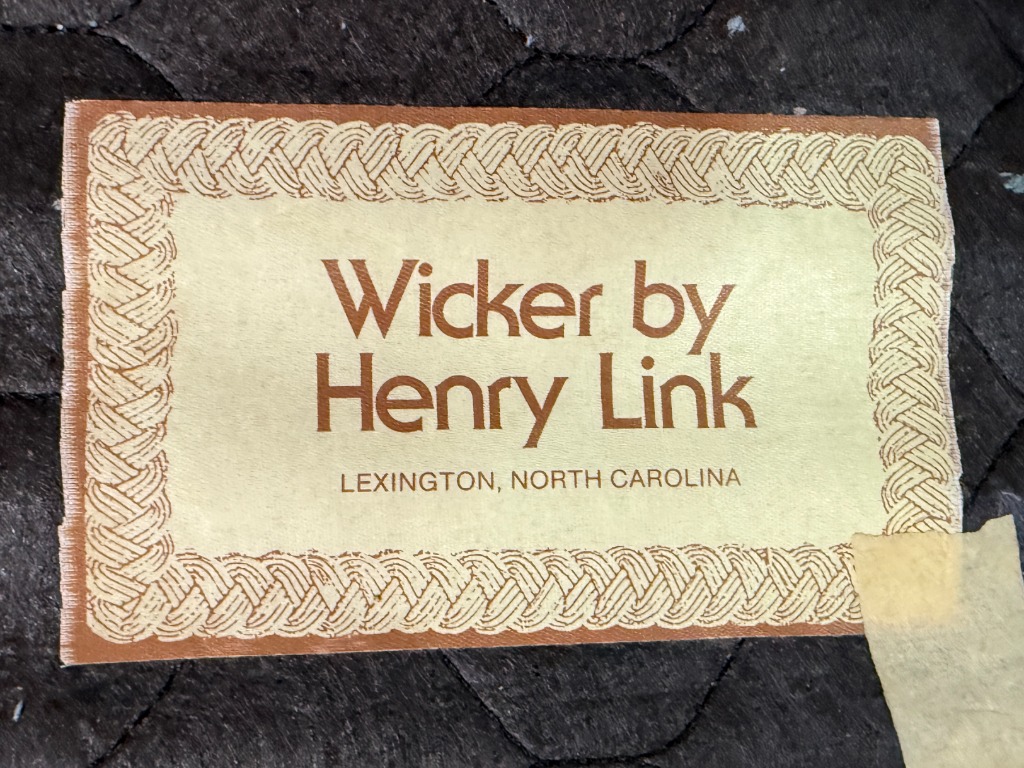 Wicker by
Henry Link
LEXINGTON, NORTH CAROLINA